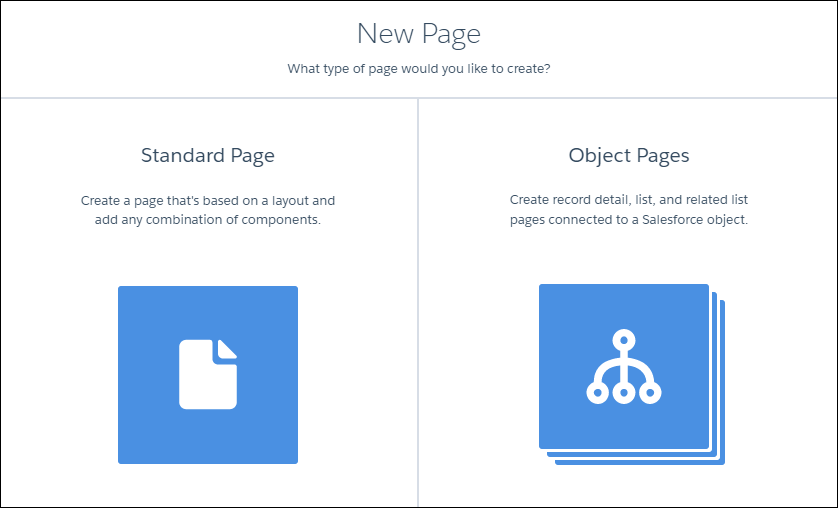 New Page
What type of page would you like to create?
Standard Page
Create a page that's based on a layout and
add any combination of components.
Object Pages
Create record detail, list, and related list
pages connected to a Salesforce object.